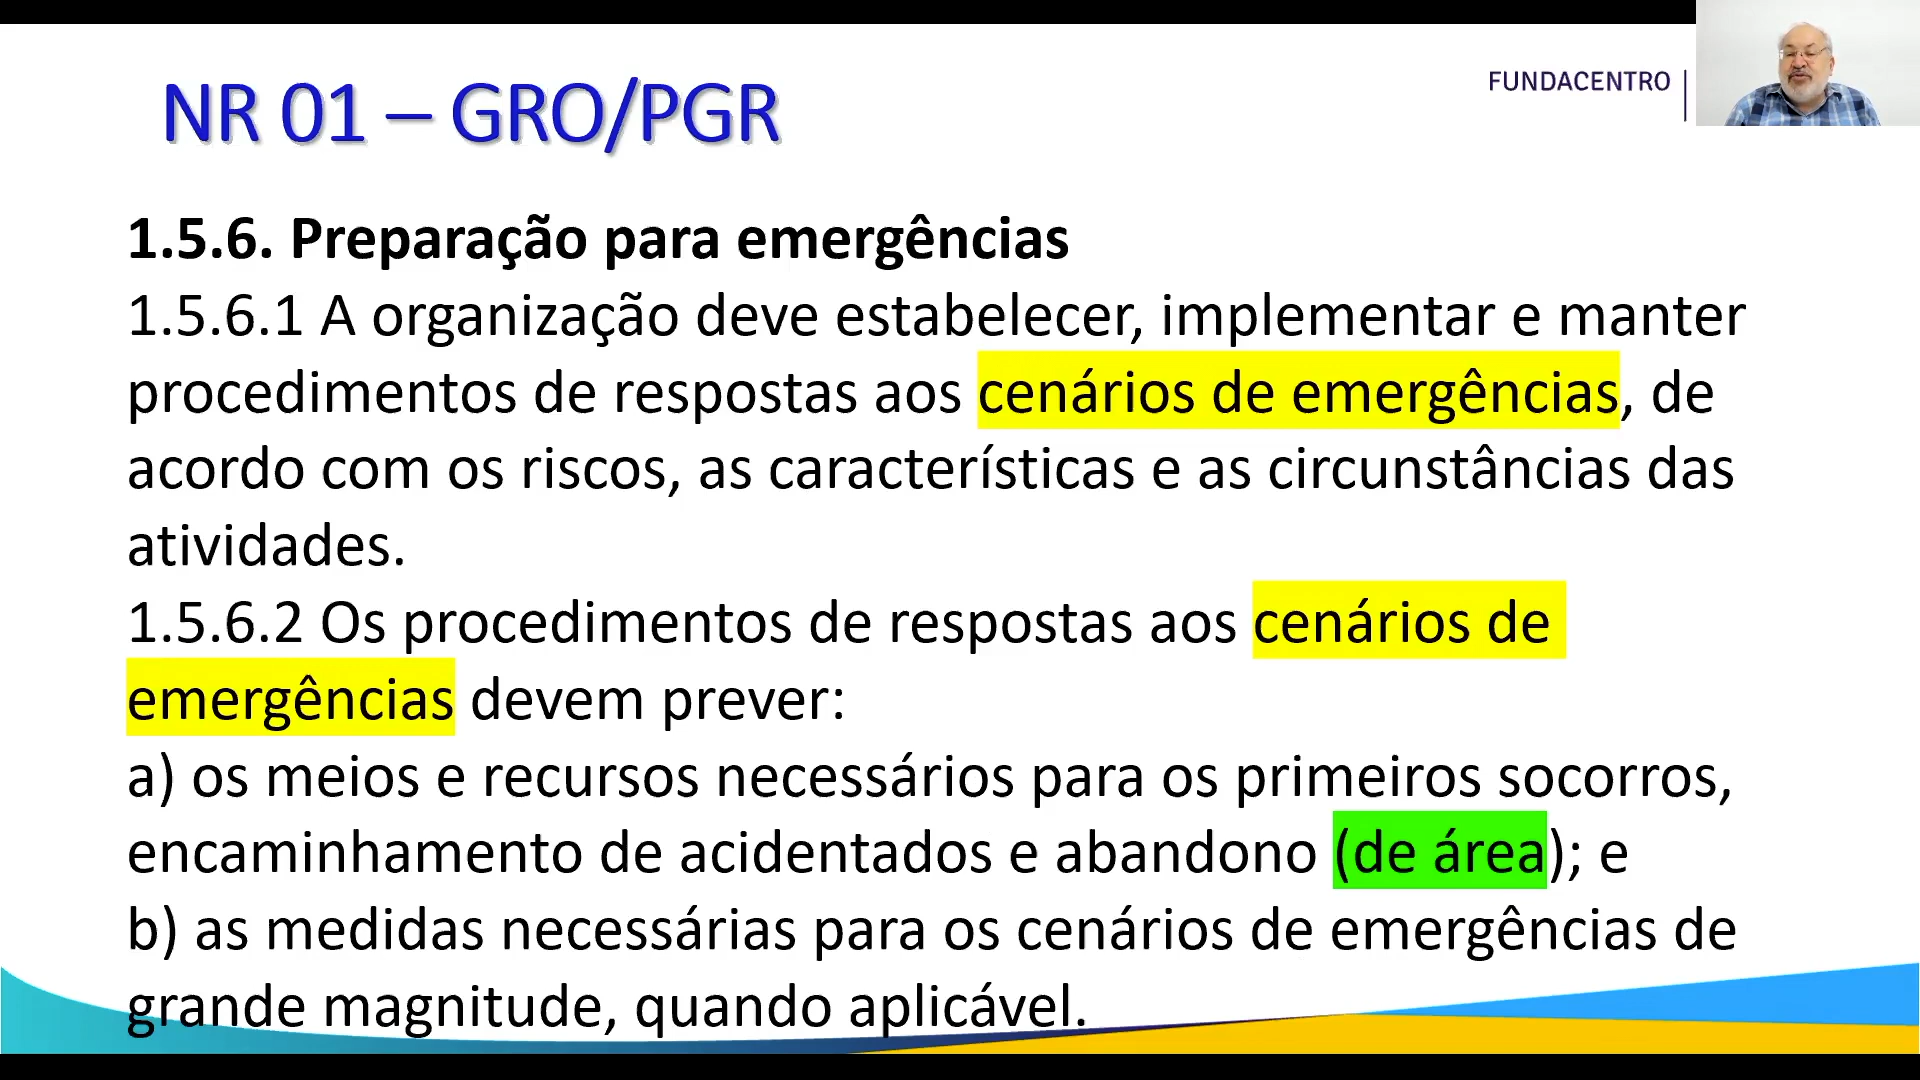 NR 01 – GRO/PGR
FUNDACENTRO
1.5.6. Preparação para emergências
1.5.6.1 A organização deve estabelecer, implementar e manter
procedimentos de respostas aos cenários de emergências, de
acordo com os riscos, as características e as circunstâncias das
atividades.
1.5.6.2 Os procedimentos de respostas aos cenários de
emergências devem prever:
a) os meios e recursos necessários para os primeiros socorros,
encaminhamento de acidentados e abandono (de área); e
b) as medidas necessárias para os cenários de emergências de
grande magnitude, quando aplicável.